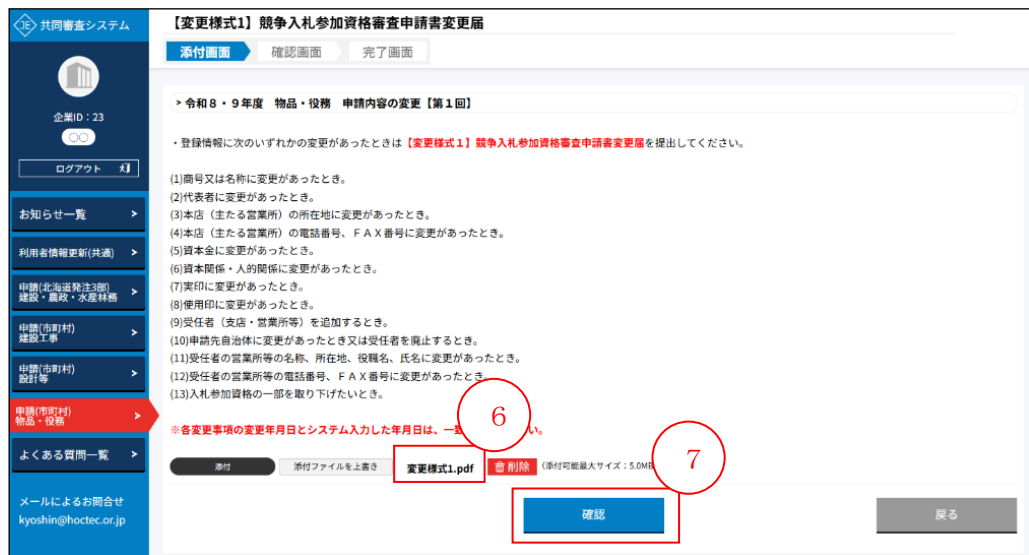 JE 共同審査システム
企業ID：23
○○
ログアウト
お知らせ一覧 >
利用者情報更新(共通) >
申請(北海道発注3部)
建設・農政・水産林務 >
申請(市町村)
建設工事 >
申請(市町村)
設計等 >
申請(市町村)
物品・役務 >
よくある質問一覧 >
メールによるお問合せ
kyoshin@hoctec.or.jp
【変更様式1】競争入札参加資格審査申請書変更届
添付画面 確認画面 完了画面
> 令和８・９年度 物品・役務 申請内容の変更【第１回】
・登録情報に次のいずれかの変更があったときは【変更様式１】競争入札参加資格審査申請書変更届を提出してください。
(1)商号又は名称に変更があったとき。
(2)代表者に変更があったとき。
(3)本店（主たる営業所）の所在地に変更があったとき。
(4)本店（主たる営業所）の電話番号、ＦＡＸ番号に変更があったとき。
(5)資本金に変更があったとき。
(6)資本関係・人的関係に変更があったとき。
(7)実印に変更があったとき。
(8)使用印に変更があったとき。
(9)受任者（支店・営業所等）を追加するとき。
(10)申請先自治体に変更があったとき又は受任者を廃止するとき。
(11)受任者の営業所等の名称、所在地、役職名、氏名に変更があったとき。
(12)受任者の営業所等の電話番号、ＦＡＸ番号に変更があったとき。
(13)入札参加資格の一部を取り下げたいとき。
※各変更事項の変更年月日とシステム入力した年月日は、一致 い。
6
7
添付 添付ファイルを上書き 変更様式1.pdf 削除 (添付可能最大サイズ：5.0MB
確認 戻る